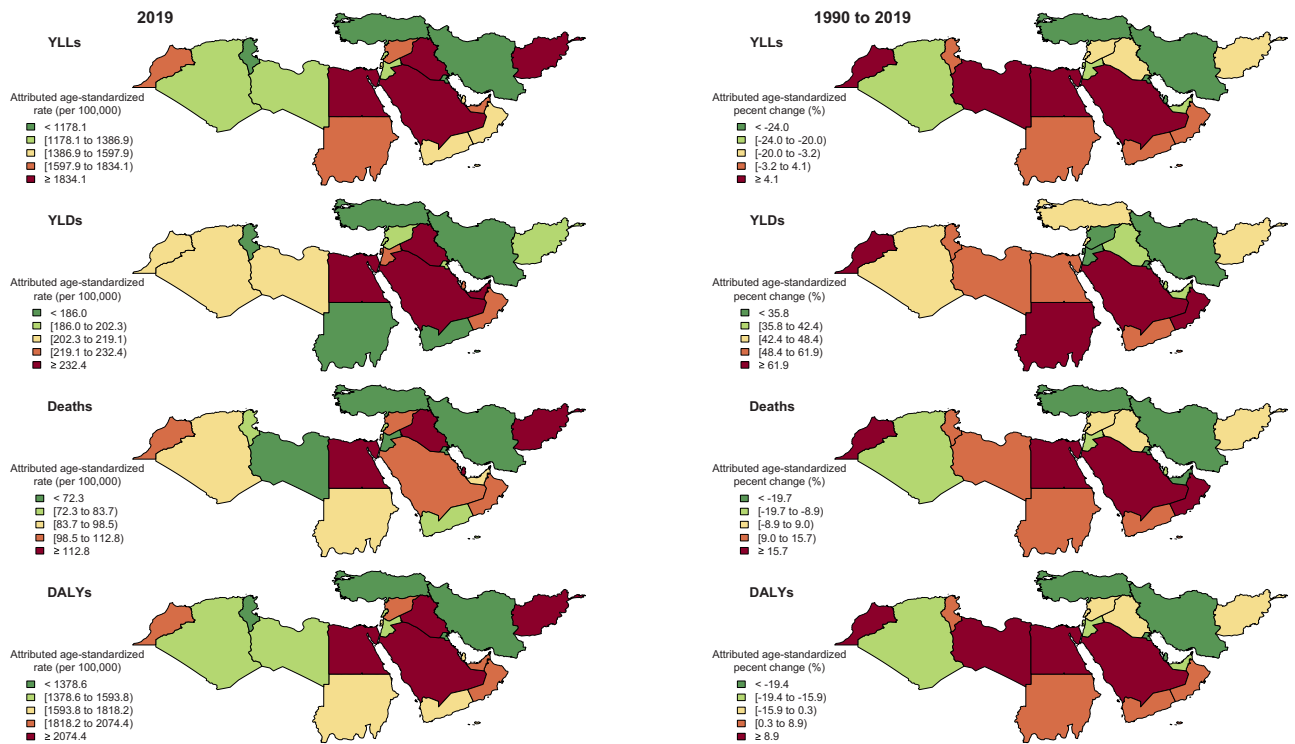 2019
YLLs
Attributed age-standardized
rate (per 100,000)
< 1178.1
[1178.1 to 1386.9)
[1386.9 to 1597.9)
[1597.9 to 1834.1)
≥ 1834.1
YLDs
Attributed age-standardized
rate (per 100,000)
< 186.0
[186.0 to 202.3)
[202.3 to 219.1)
[219.1 to 232.4)
≥ 232.4
Deaths
Attributed age-standardized
rate (per 100,000)
< 72.3
[72.3 to 83.7)
[83.7 to 98.5)
[98.5 to 112.8)
≥ 112.8
DALYs
Attributed age-standardized
rate (per 100,000)
< 1378.6
[1378.6 to 1593.8)
[1593.8 to 1818.2)
[1818.2 to 2074.4)
≥ 2074.4
1990 to 2019
YLLs
Attributed age-standardized
pecent change (%)
< -24.0
[-24.0 to -20.0)
[-20.0 to -3.2)
[-3.2 to 4.1)
≥ 4.1
YLDs
Attributed age-standardized
pecent change (%)
< 35.8
[35.8 to 42.4)
[42.4 to 48.4)
[48.4 to 61.9)
≥ 61.9
Deaths
Attributed age-standardized
pecent change (%)
< -19.7
[-19.7 to -8.9)
[-8.9 to 9.0)
[9.0 to 15.7)
≥ 15.7
DALYs
Attributed age-standardized
pecent change (%)
< -19.4
[-19.4 to -15.9)
[-15.9 to 0.3)
[0.3 to 8.9)
≥ 8.9